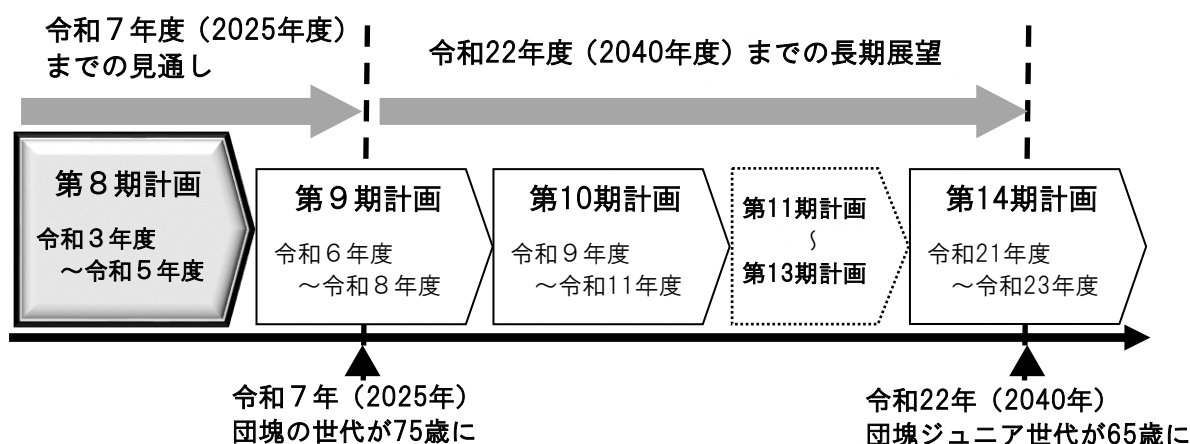 令和７年度（2025年度）
までの見通し
令和22年度（2040年度）までの長期展望
第８期計画
令和３年度
～令和５年度
第９期計画
令和６年度
～令和８年度
第10期計画
令和９年度
～令和11年度
第11期計画
～
第13期計画
第14期計画
令和21年度
～令和23年度
令和７年（2025年）
団塊の世代が75歳に
令和22年（2040年）
団塊ジュニア世代が65歳に